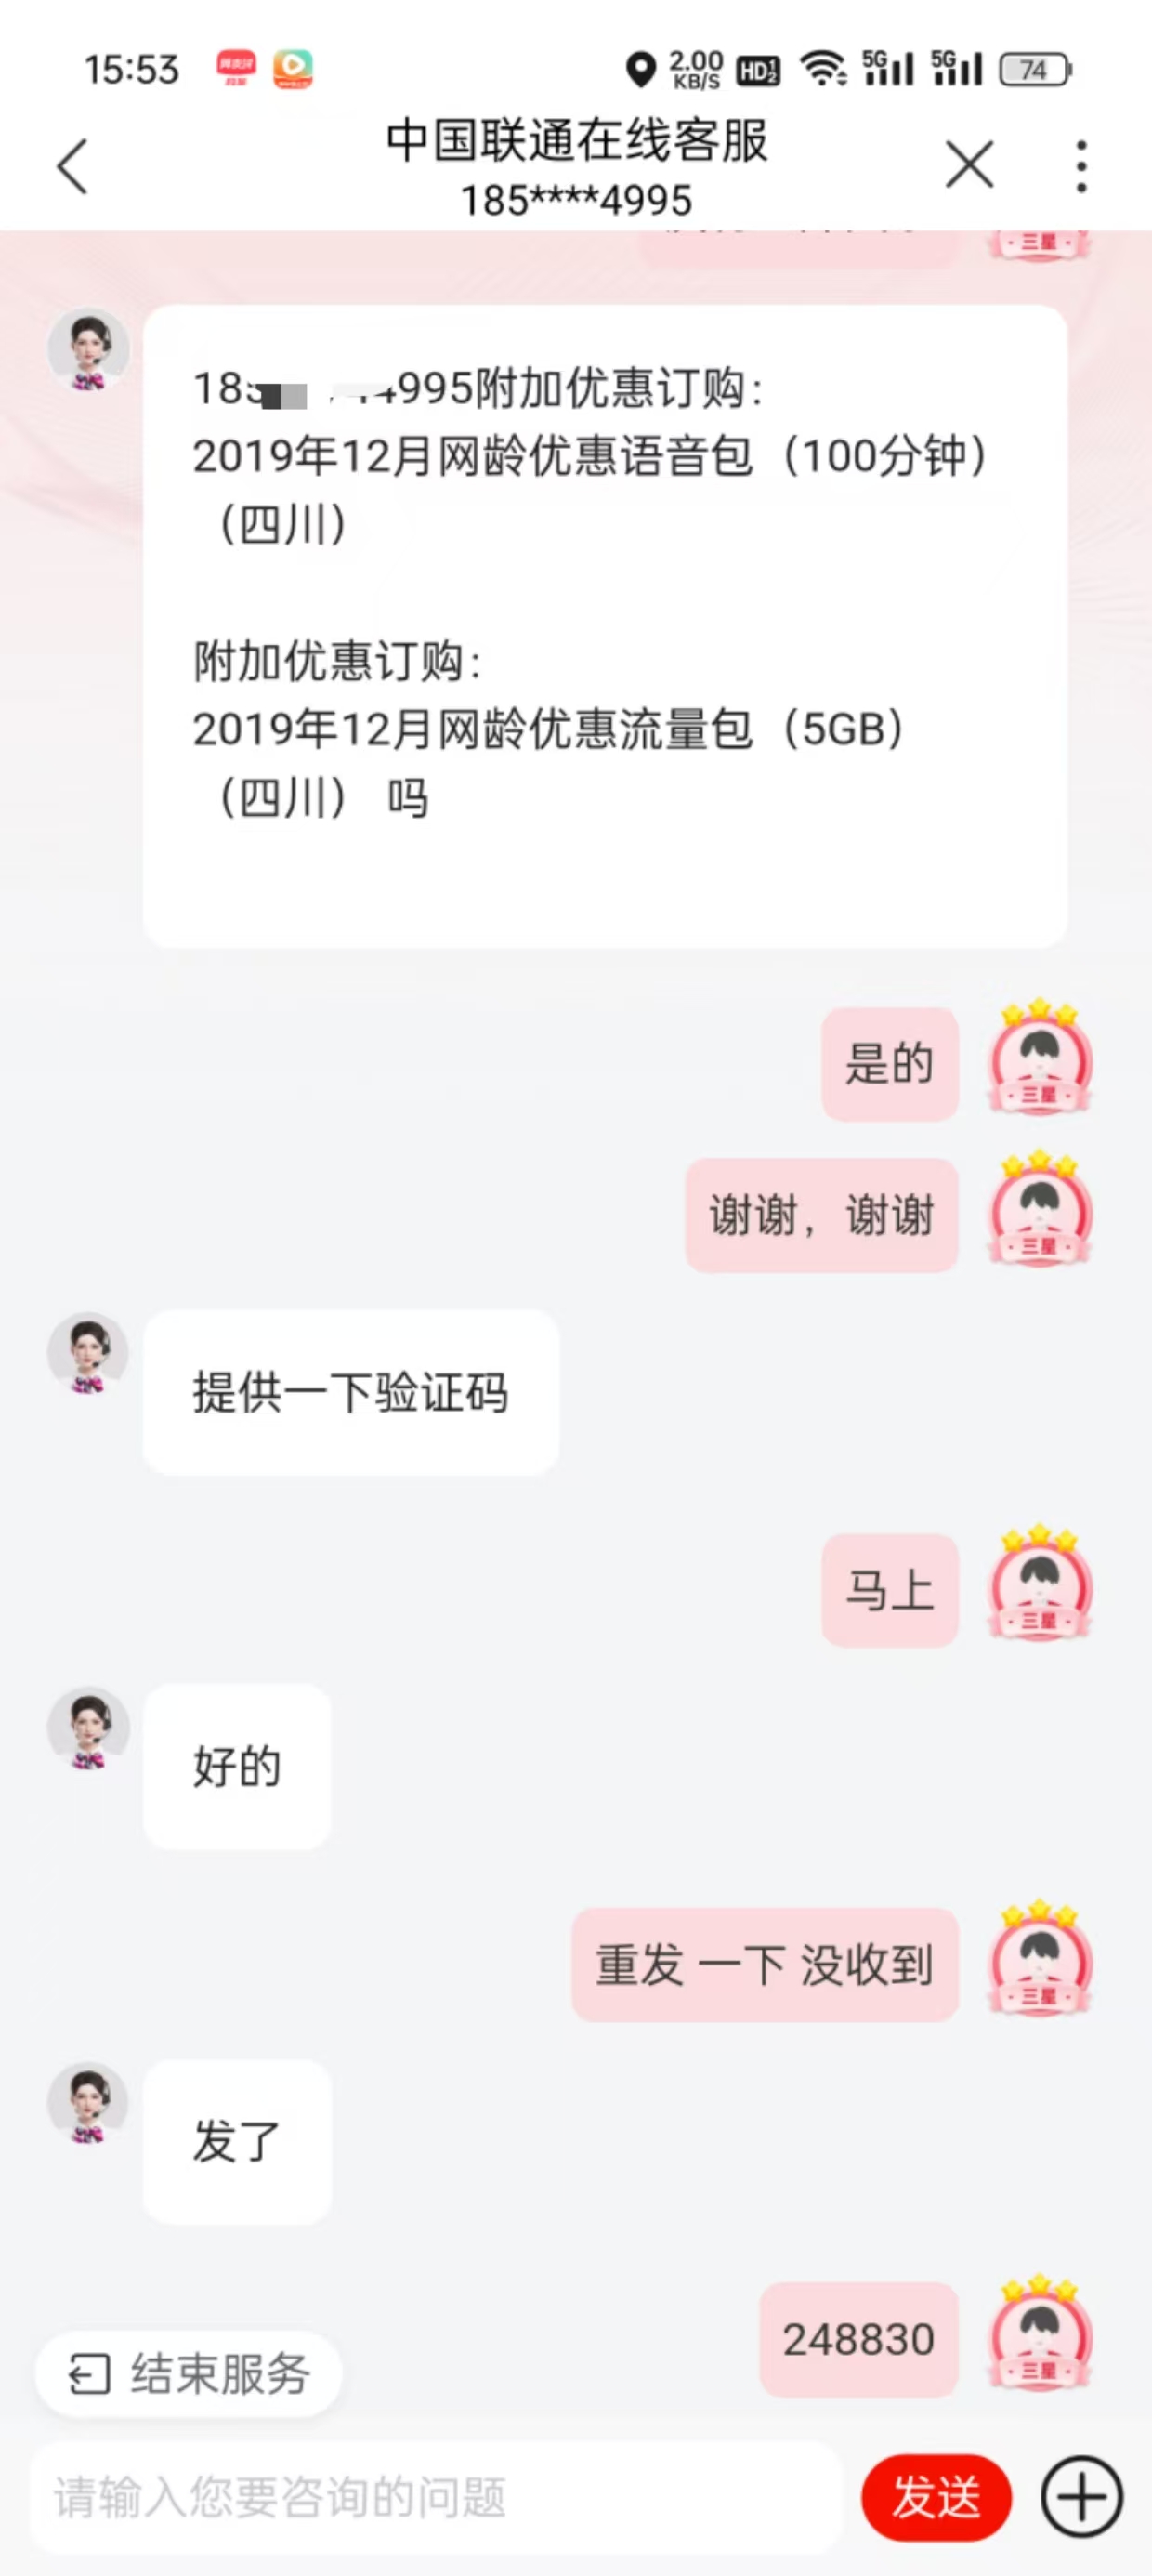 15:53
2.00
KB/S
HD
5G
5G
74
中国联通在线客服
185****4995
三星
4995附加优惠订购：
2019年12月网龄优惠语音包（100分钟）
（四川）
附加优惠订购：
2019年12月网龄优惠流量包（5GB）
（四川） 吗
是的
三星
谢谢，谢谢
三星
提供一下验证码
马上
三星
好的
重发 一下 没收到
三星
发了
248830
三星
结束服务
请输入您要咨询的问题
发送